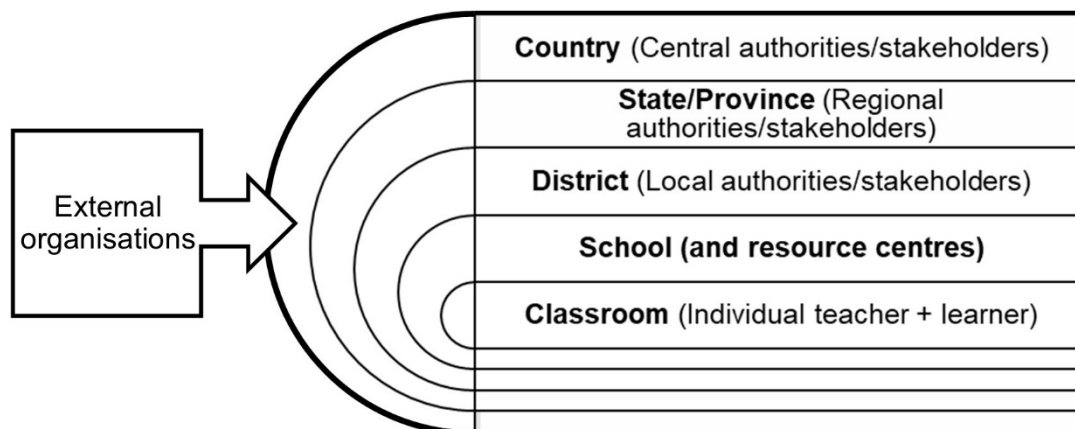 Country (Central authorities/stakeholders)
State/Province (Regional
authorities/stakeholders)
District (Local authorities/stakeholders)
External
organisations
School (and resource centres)
Classroom (Individual teacher + learner)